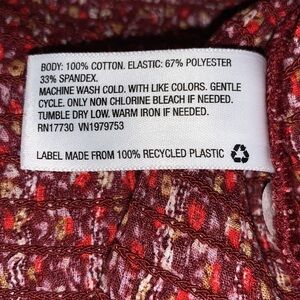 BODY: 100% COTTON. ELASTIC: 67% POLYESTER
33% SPANDEX.
MACHINE WASH COLD. WITH LIKE COLORS. GENTLE
CYCLE. ONLY NON CHLORINE BLEACH IF NEEDED.
TUMBLE DRY LOW. WARM IRON IF NEEDED.
RN17730 VN1979753
LABEL MADE FROM 100% RECYCLED PLASTIC